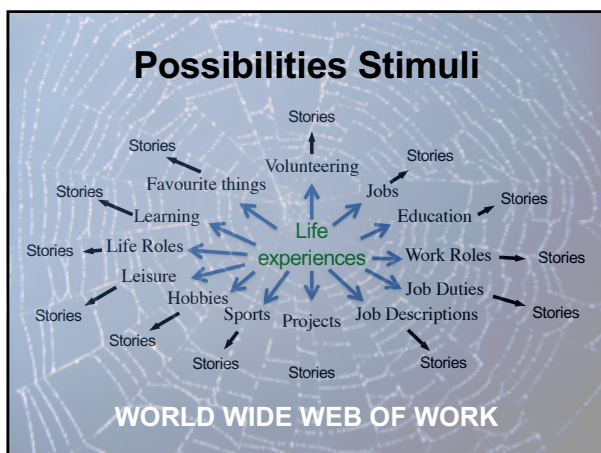 Possibilities Stimuli
Stories
Stories
Volunteering
Stories
Favourite things
Jobs
Stories
Stories
Learning
Education
Life
experiences
Stories
Life Roles
Work Roles
Stories
Leisure
Job Duties
Hobbies
Stories
Sports
Projects
Job Descriptions
Stories
Stories
Stories
Stories
Stories
WORLD WIDE WEB OF WORK